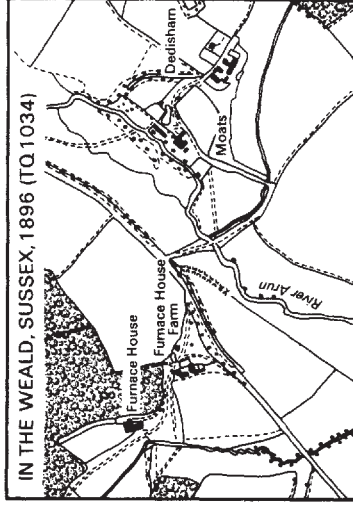 IN THE WEALD, SUSSEX, 1896 (TQ1034)
Furnace House
Furnace House
Farm
Dedisham
Moats
River Arun